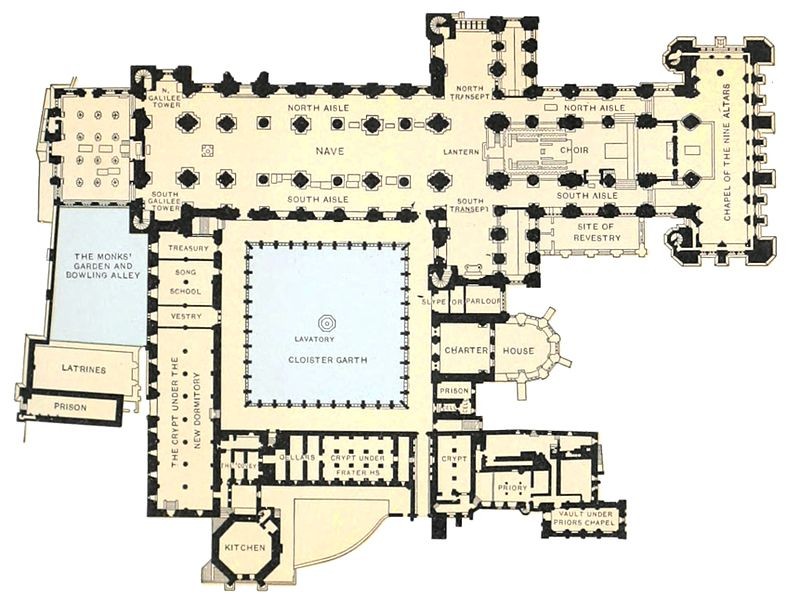 N.
GALILEE
TOWER
NORTH AISLE
NORTH
TRANSEPT
NORTH AISLE
CHAPEL OF THE NINE ALTARS
NAVE
LANTERN
CHOIR
SOUTH
GALILEE
TOWER
SOUTH AISLE
SOUTH
TRANSEPT
SOUTH AISLE
SITE OF
REVESTRY
THE MONKS'
GARDEN AND
BOWLING ALLEY
TREASURY
SONG
SCHOOL
VESTRY
SLYPE OR PARLOUR
LAVATORY
CLOISTER GARTH
CHARTER HOUSE
LATRINES
PRISON
THE CRYPT UNDER THE
NEW DORMITORY
PRISON
CELLARS
CRYPT UNDER
FRATER HS
CRYPT
PRIORY
VAULT UNDER
PRIORS CHAPEL
KITCHEN